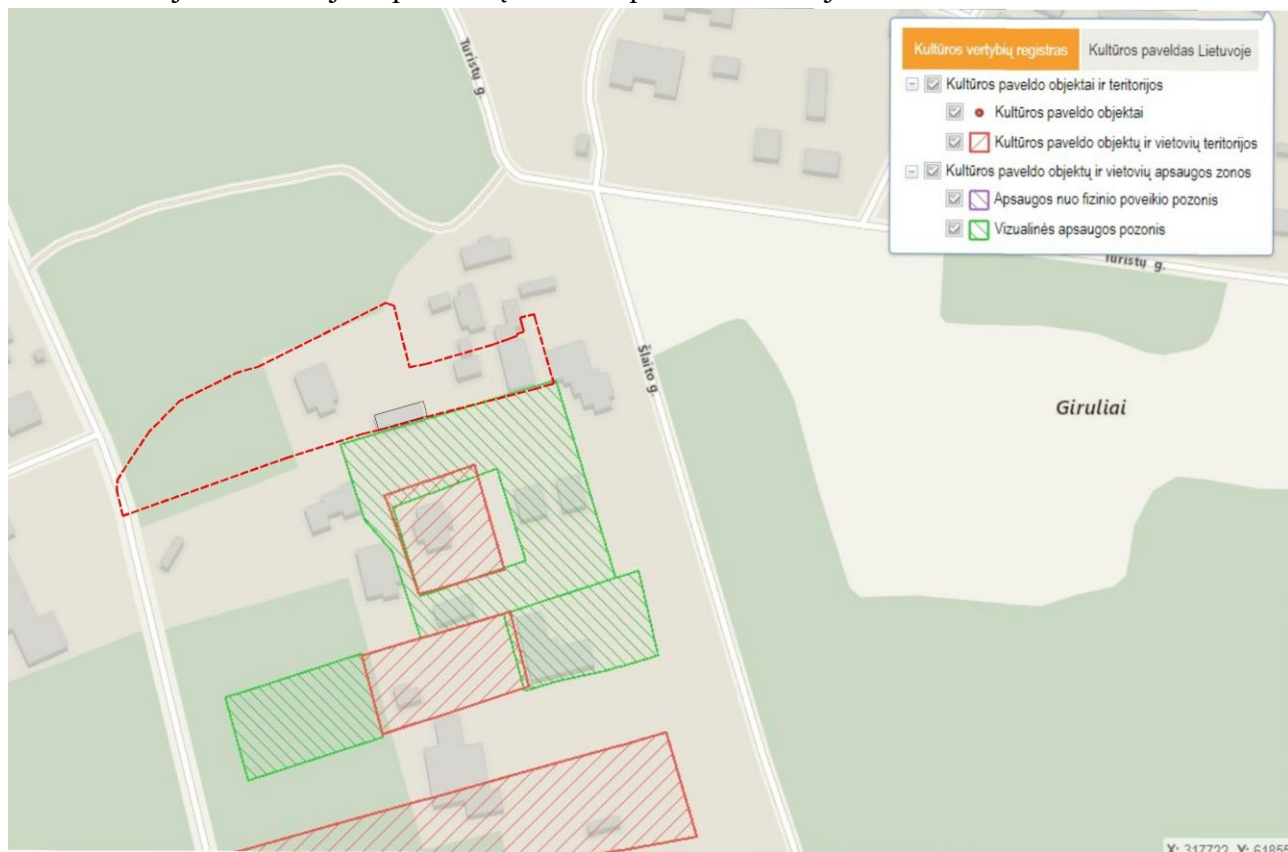 Turistų g.
Kultūros vertybių registras
Kultūros paveldas Lietuvoje
Kultūros paveldo objektai ir teritorijos
Kultūros paveldo objektai
Kultūros paveldo objektų ir vietovių teritorijos
Kultūros paveldo objektų ir vietovių apsaugos zonos
Apsaugos nuo fizinio poveikio pozonis
Vizualinės apsaugos pozonis
Turistų g.
Šlaito g.
Giruliai